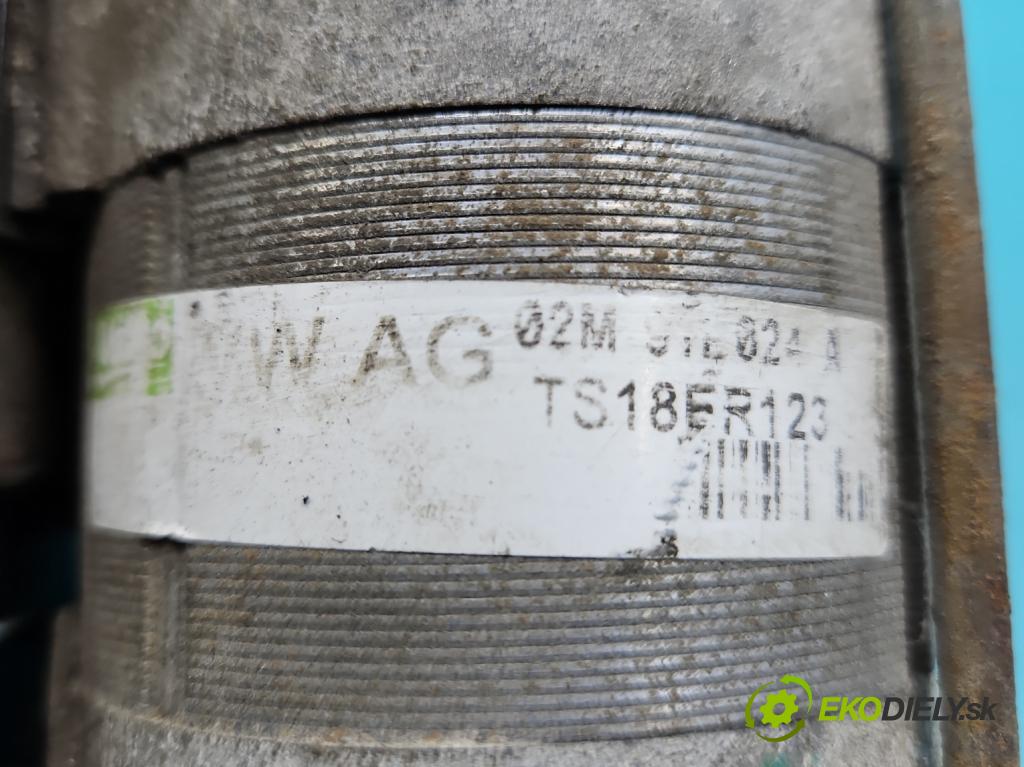 W AG
02M
TS18ER123
EKODIELY.sk